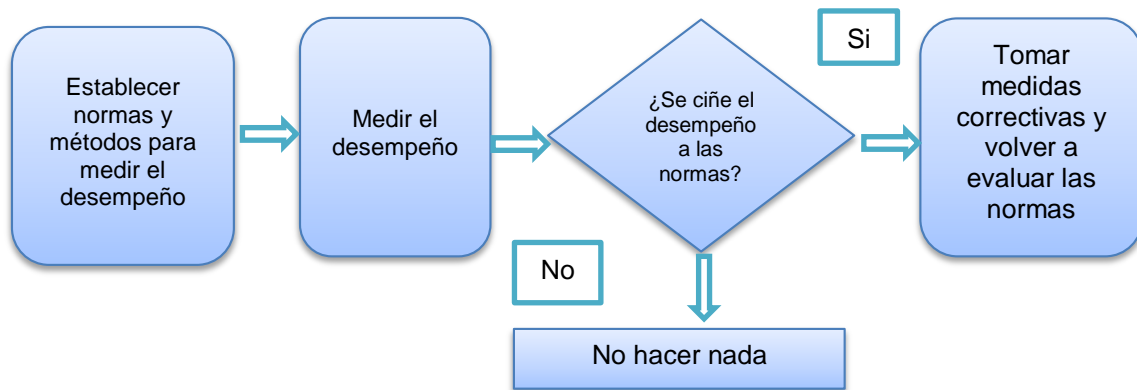 Establecer
normas y
métodos para
medir el
desempeño
Medir el
desempeño
¿Se ciñe el
desempeño
a las
normas?
Si
Tomar
medidas
correctivas y
volver a
evaluar las
normas
No
No hacer nada